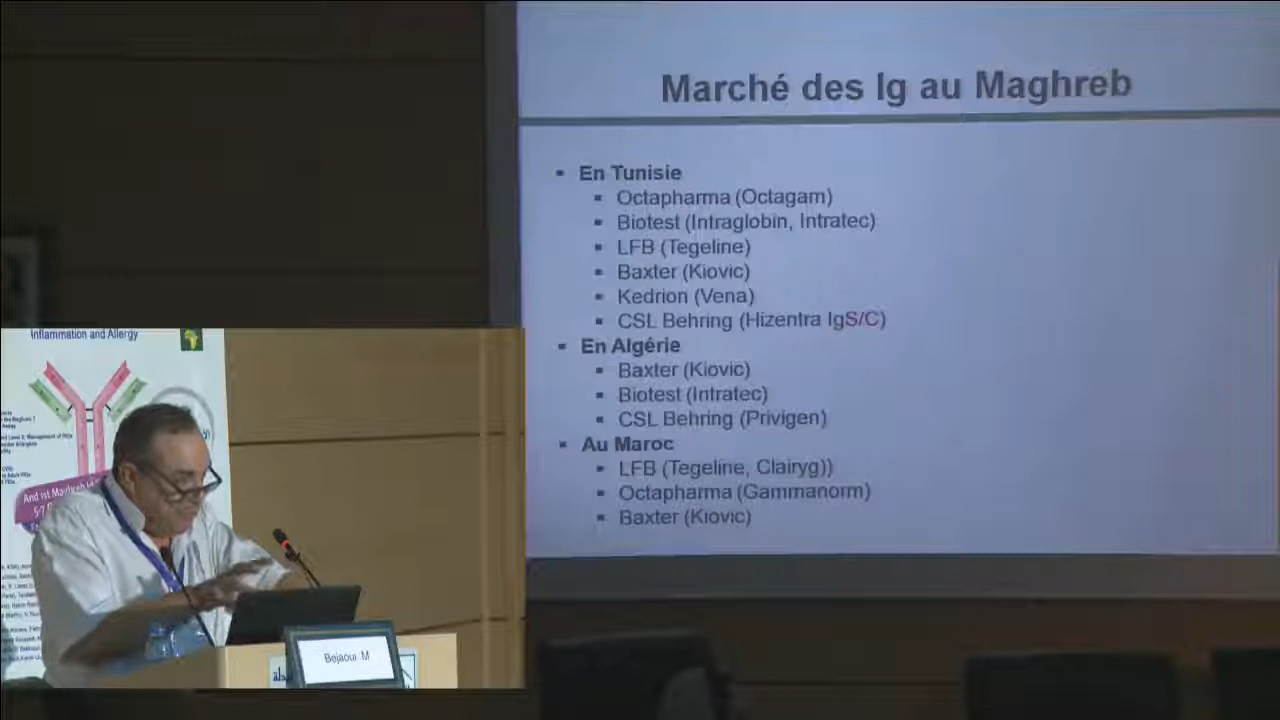 Marché des Ig au Maghreb
En Tunisie
Octapharma (Octagam)
Biotest (Intraglobin, Intratec)
LFB (Tegeline)
Baxter (Kiovic)
Kedrion (Vena)
CSL Behring (Hizentra IgS/C)
En Algérie
Baxter (Kiovic)
Biotest (Intratec)
CSL Behring (Privigen)
Au Maroc
LFB (Tegeline, Clairyg))
Octapharma (Gammanorm)
Baxter (Kiovic)
Inflammation and Allergy
Bejaoui M